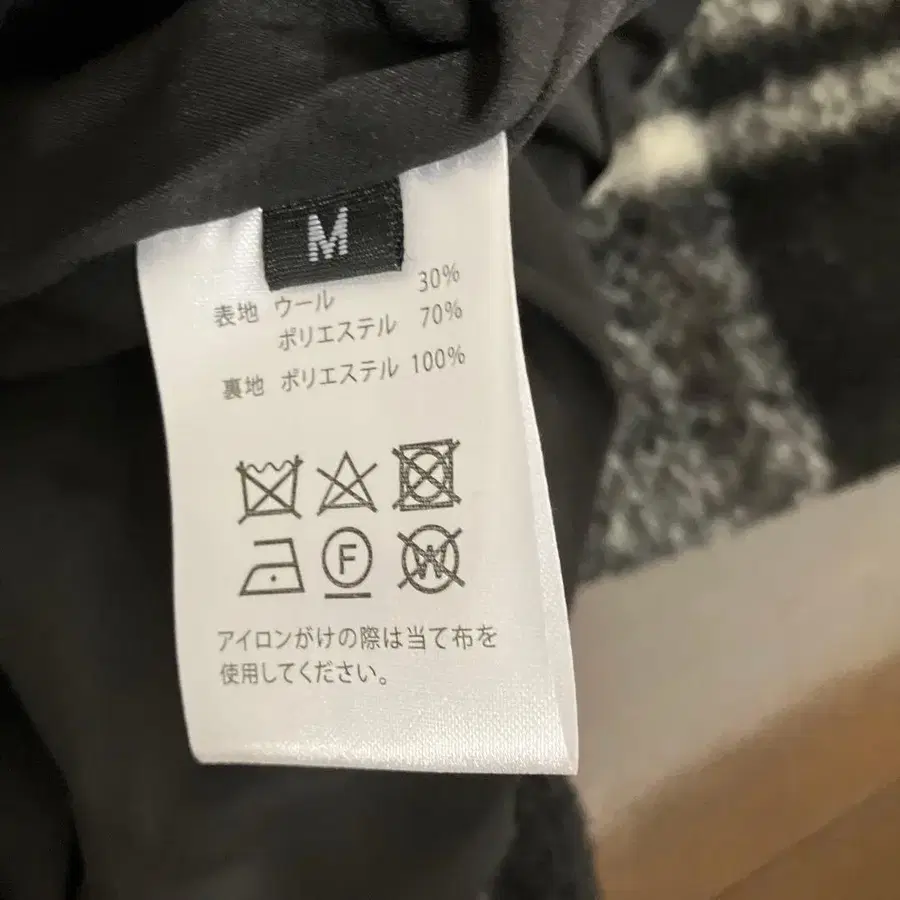 M
表地 ウール 30%
ポリエステル 70%
裏地 ポリエステル 100%
F
W
アイロンがけの際は当て布を
使用してください。